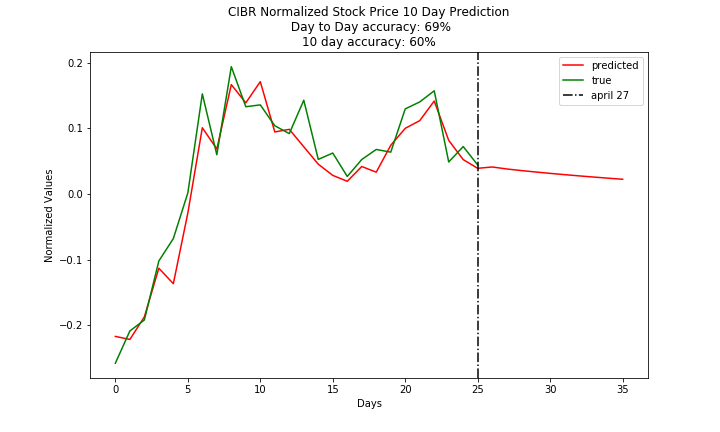 CIBR Normalized Stock Price 10 Day Prediction
Day to Day accuracy: 69%
10 day accuracy: 60%
predicted
true
april 27
Normalized Values
0.2
0.1
0.0
−0.1
−0.2
0 5 10 15 20 25 30 35
Days